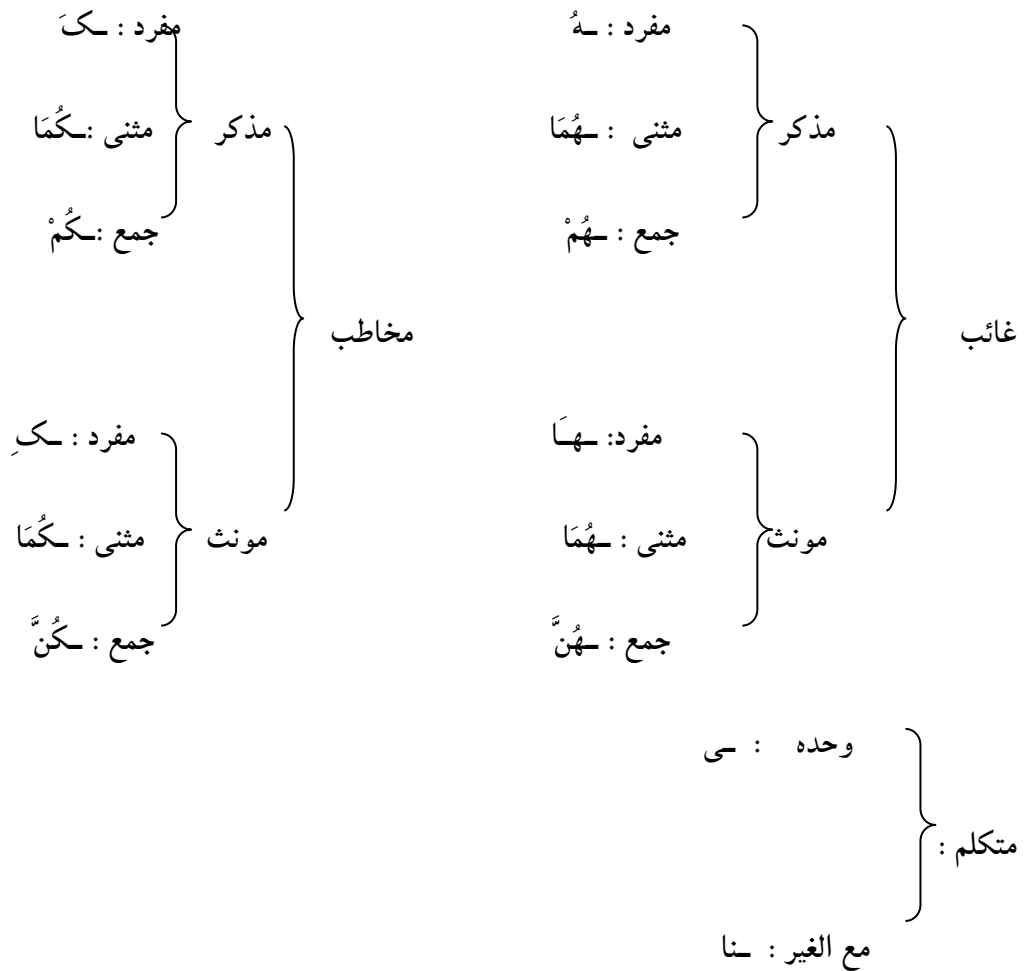 مفرد : ـهُ
مثنی : ـهُمَا
مذکر
جمع : ـهُمْ
غائب
مفرد: ـهـَا
مثنی : ـهُمَا
مونث
جمع : ـهُنَّ
مفرد : ـکَ
مثنی :ـکُمَا
مذکر
جمع :ـکُمْ
مخاطب
مفرد : ـکِ
مثنی : ـکُمَا
مونث
جمع : ـکُنَّ
وحده : ـی
متکلم :
مع الغیر : ـنا